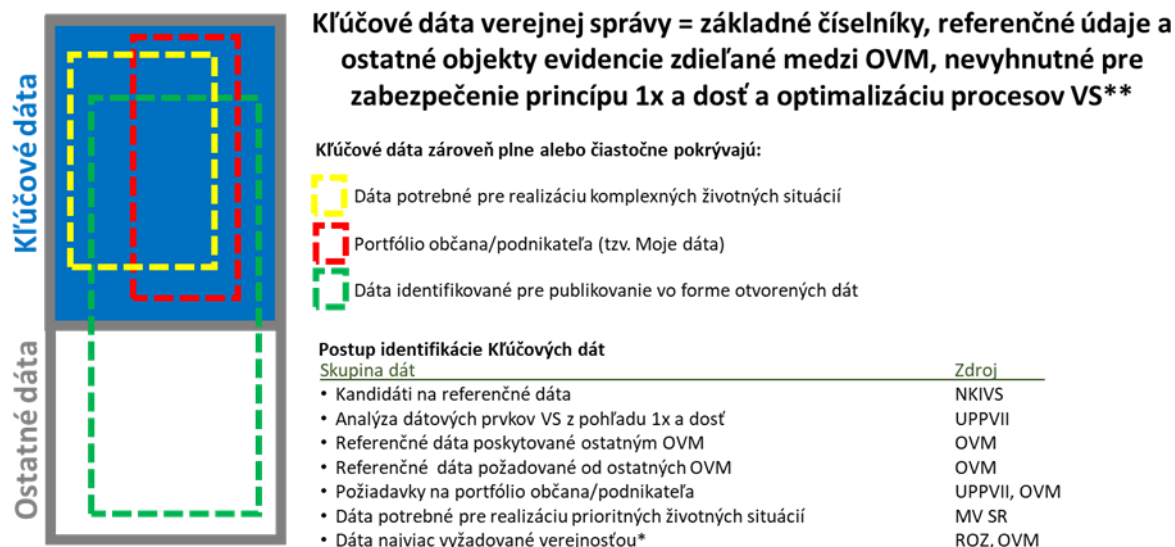 Kľúčové dáta verejnej správy = základné číselníky, referenčné údaje a
ostatné objekty evidencie zdieľané medzi OVM, nevyhnutné pre
zabezpečenie princípu 1x a dosť a optimalizáciu procesov VS**
Kľúčové dáta
Ostatné dáta
Kľúčové dáta zároveň plne alebo čiastočne pokrývajú:
Dáta potrebné pre realizáciu komplexných životných situácií
Portfólio občana/podnikateľa (tzv. Moje dáta)
Dáta identifikované pre publikovanie vo forme otvorených dát
Postup identifikácie Kľúčových dát
Skupina dát Zdroj
• Kandidáti na referenčné dáta NKIVS
• Analýza dátových prvkov VS z pohľadu 1x a dosť UPPVII
• Referenčné dáta poskytované ostatným OVM OVM
• Referenčné dáta požadované od ostatných OVM OVM
• Požiadavky na portfólio občana/podnikateľa UPPVII, OVM
• Dáta potrebné pre realizáciu prioritných životných situácií MV SR
• Dáta najviac vyžadované verejnosťou* ROZ, OVM